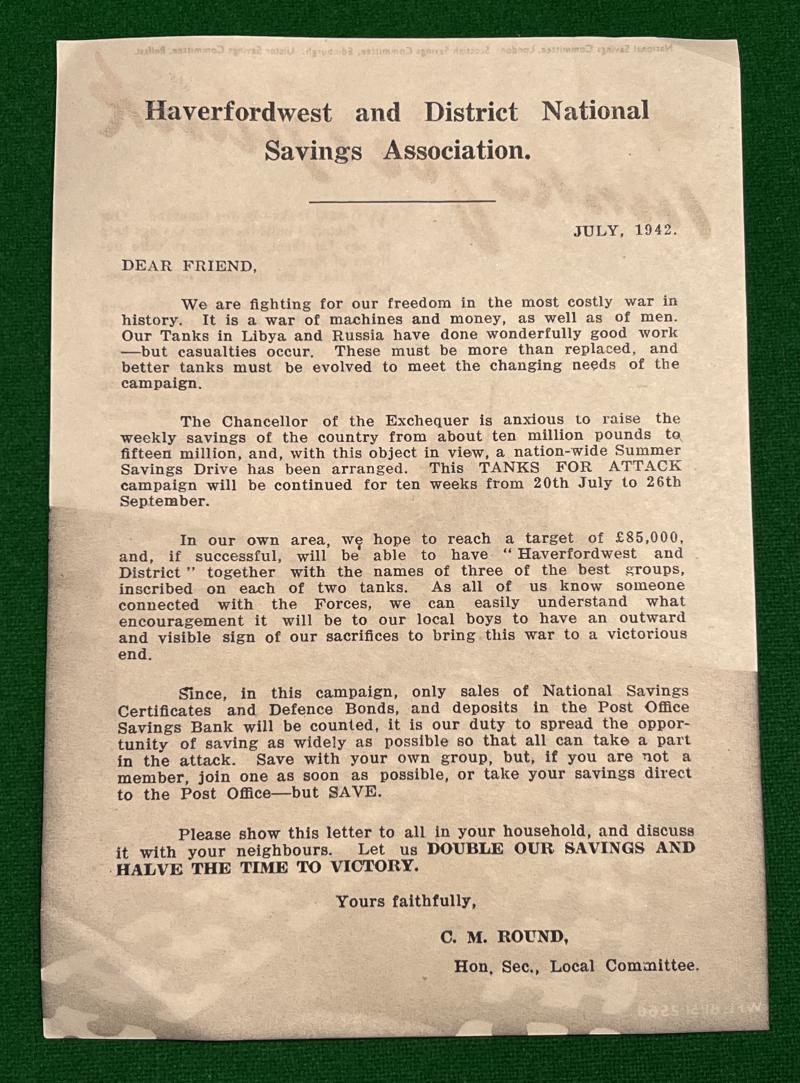 Haverfordwest and District National
Savings Association.
JULY, 1942.
DEAR FRIEND,
We are fighting for our freedom in the most costly war in
history. It is a war of machines and money, as well as of men.
Our Tanks in Libya and Russia have done wonderfully good work
—but casualties occur. These must be more than replaced, and
better tanks must be evolved to meet the changing needs of the
campaign.
The Chancellor of the Exchequer is anxious to raise the
weekly savings of the country from about ten million pounds to
fifteen million, and, with this object in view, a nation-wide Summer
Savings Drive has been arranged. This TANKS FOR ATTACK
campaign will be continued for ten weeks from 20th July to 26th
September.
In our own area, we hope to reach a target of £85,000,
and, if successful, will be able to have "Haverfordwest and
District" together with the names of three of the best groups,
inscribed on each of two tanks. As all of us know someone
connected with the Forces, we can easily understand what
encouragement it will be to our local boys to have an outward
and visible sign of our sacrifices to bring this war to a victorious
end.
Since, in this campaign, only sales of National Savings
Certificates and Defence Bonds, and deposits in the Post Office
Savings Bank will be counted, it is our duty to spread the oppor-
tunity of saving as widely as possible so that all can take a part
in the attack. Save with your own group, but, if you are not a
member, join one as soon as possible, or take your savings direct
to the Post Office—but SAVE.
Please show this letter to all in your household, and discuss
it with your neighbours. Let us DOUBLE OUR SAVINGS AND
HALVE THE TIME TO VICTORY.
Yours faithfully,
C. M. ROUND,
Hon. Sec., Local Committee.